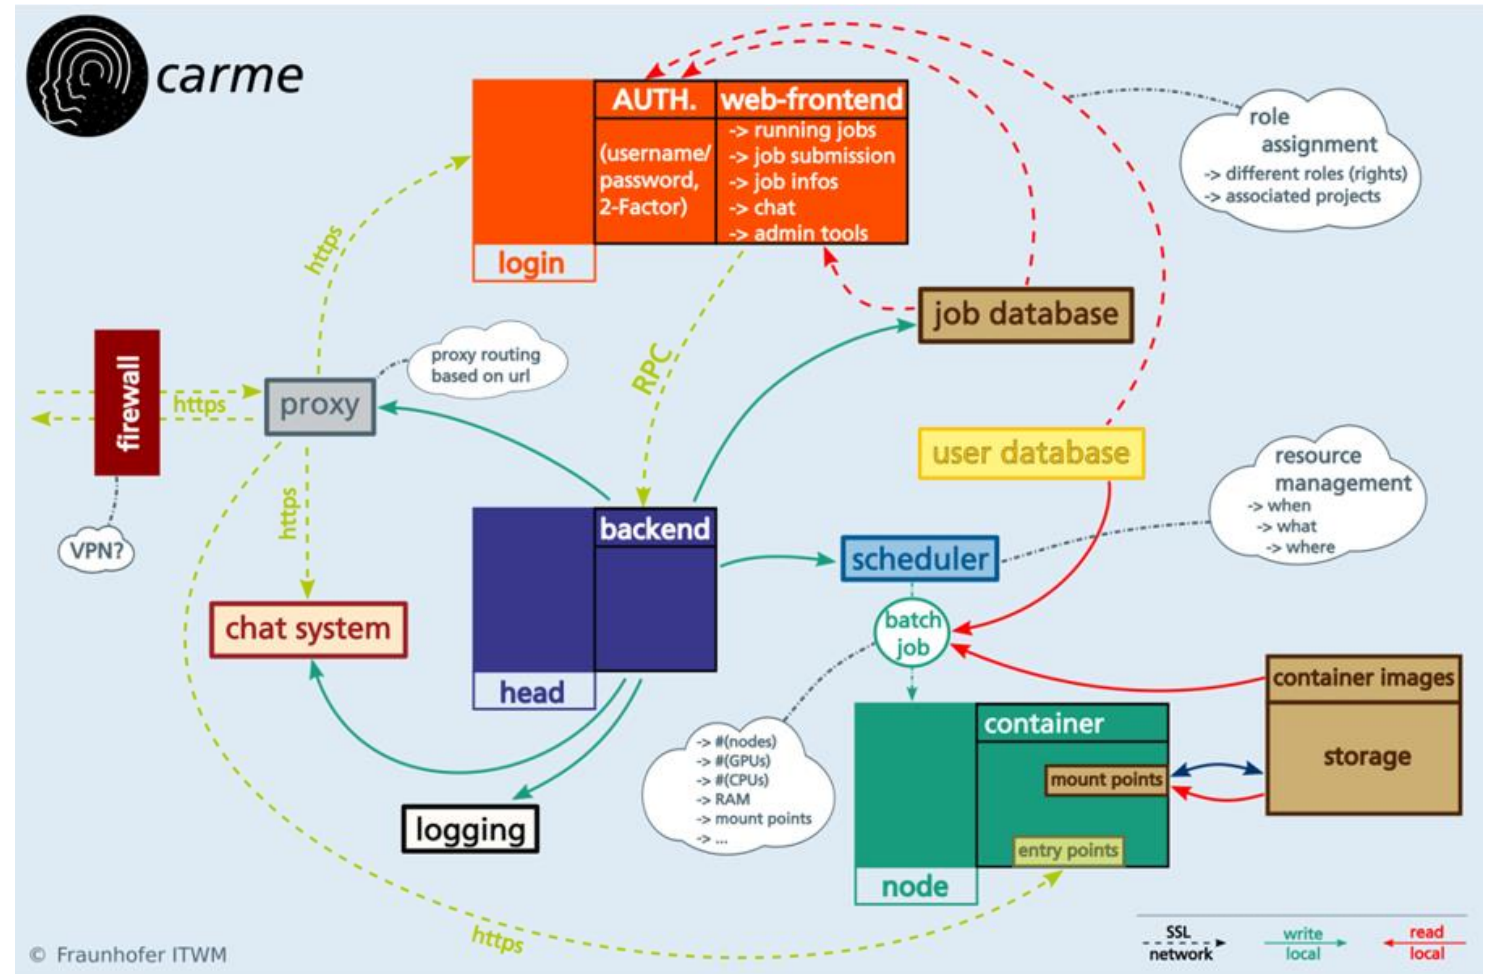 carme
AUTH.
(username/
password,
2-Factor)
web-frontend
-> running jobs
-> job submission
-> job infos
-> chat
-> admin tools
login
role
assignment
-> different roles (rights)
-> associated projects
https
job database
RPC
proxy routing
based on url
firewall
https
proxy
VPN?
https
user database
resource
management
-> when
-> what
-> where
backend
head
scheduler
batch
job
chat system
container images
storage
-> #(nodes)
-> #(GPUs)
-> #(CPUs)
-> RAM
-> mount points
-> ...
container
mount points
entry points
node
logging
https
© Fraunhofer ITWM
SSL
network
write
local
read
local